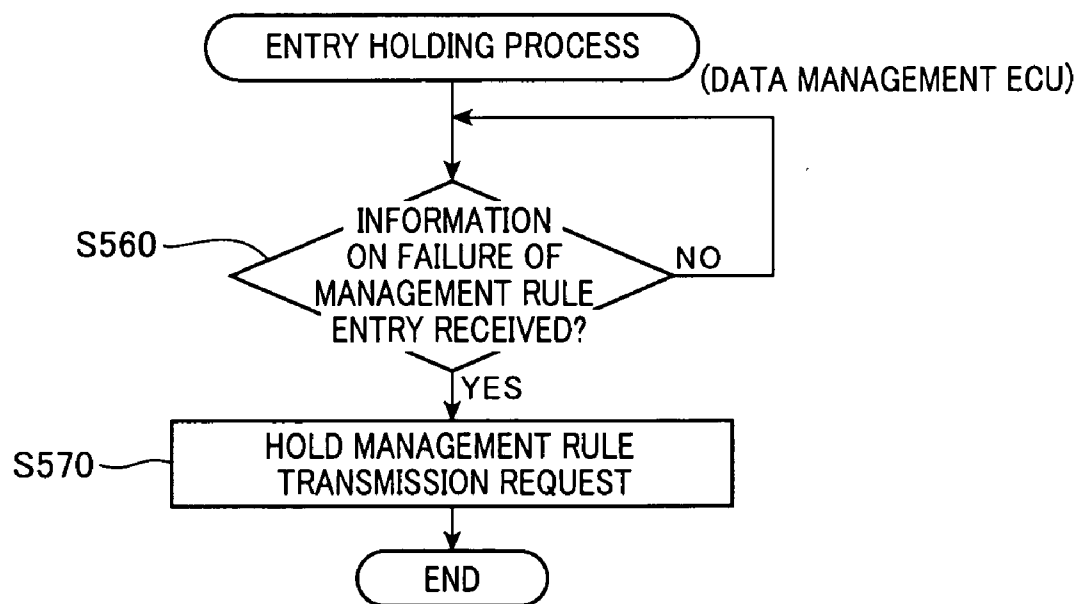 ENTRY HOLDING PROCESS
(DATA MANAGEMENT ECU)
S560
INFORMATION
ON FAILURE OF
MANAGEMENT RULE
ENTRY RECEIVED?
NO
YES
S570
HOLD MANAGEMENT RULE
TRANSMISSION REQUEST
END